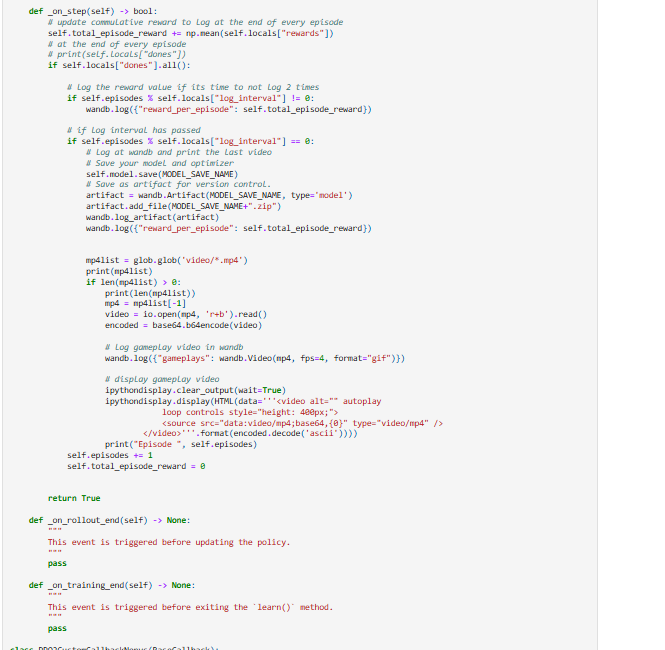 def _on_step(self) -> bool:
        # update commulative reward to log at the end of every episode
        self.total_episode_reward += np.mean(self.locals["rewards"])
        # at the end of every episode
        # print(self.locals["dones"])
        if self.locals["dones"].all():
            # Log the reward value if its time to not log 2 times
            if self.episodes % self.locals["log_interval"] != 0:
                wandb.log({"reward_per_episode": self.total_episode_reward})
            # if log interval has passed
            if self.episodes % self.locals["log_interval"] == 0:
                # Log at wandb and print the last video
                # Save your model and optimizer
                self.model.save(MODEL_SAVE_NAME)
                # Save as artifact for version control.
                artifact = wandb.Artifact(MODEL_SAVE_NAME, type='model')
                artifact.add_file(MODEL_SAVE_NAME+".zip")
                wandb.log_artifact(artifact)
                wandb.log({"reward_per_episode": self.total_episode_reward})
                mp4list = glob.glob('video/*.mp4')
                print(mp4list)
                if len(mp4list) > 0:
                    print(len(mp4list))
                    mp4 = mp4list[-1]
                    video = io.open(mp4, 'r+b').read()
                    encoded = base64.b64encode(video)
                    # log gameplay video in wandb
                    wandb.log({"gameplays": wandb.Video(mp4, fps=4, format="gif")})
                    # display gameplay video
                    ipythondisplay.clear_output(wait=True)
                    ipythondisplay.display(HTML(data='''<video alt="" autoplay
                                loop controls style="height: 400px;">
                                <source src="data:video/mp4;base64,{0}" type="video/mp4" />
                            </video>'''.format(encoded.decode('ascii'))))
                    print("Episode ", self.episodes)
            self.episodes += 1
            self.total_episode_reward = 0
        return True
    def _on_rollout_end(self) -> None:
        """
        This event is triggered before updating the policy.
        """
        pass
    def _on_training_end(self) -> None:
        """
        This event is triggered before exiting the `learn()` method.
        """
        pass